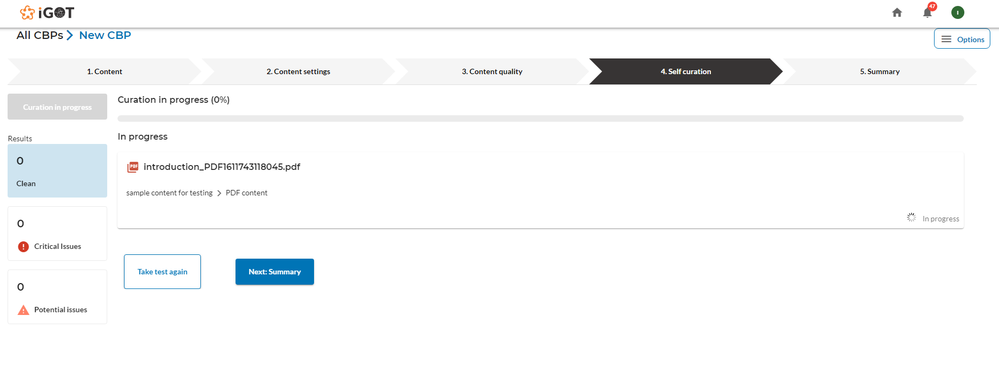 iGOT
47
I
All CBPs New CBP
Options
1. Content
2. Content settings
3. Content quality
4. Self curation
5. Summary
Curation in progress
Results
0
Clean
0
Critical Issues
0
Potential issues
Curation in progress (0%)
In progress
PDF
introduction_PDF1611743118045.pdf
sample content for testing PDF content
In progress
Take test again
Next: Summary